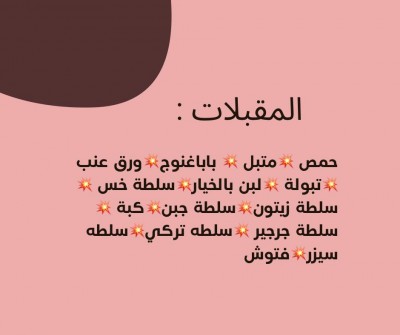 المقبلات :
حمص 💥متبل 💥 باباغنوج💥ورق عنب
💥تبولة 💥لبن بالخيار💥سلطة خس 💥
سلطة زيتون💥سلطة جبن💥كبة 💥
سلطة جرجير 💥سلطه تركي💥سلطه
سيزر💥فتوش